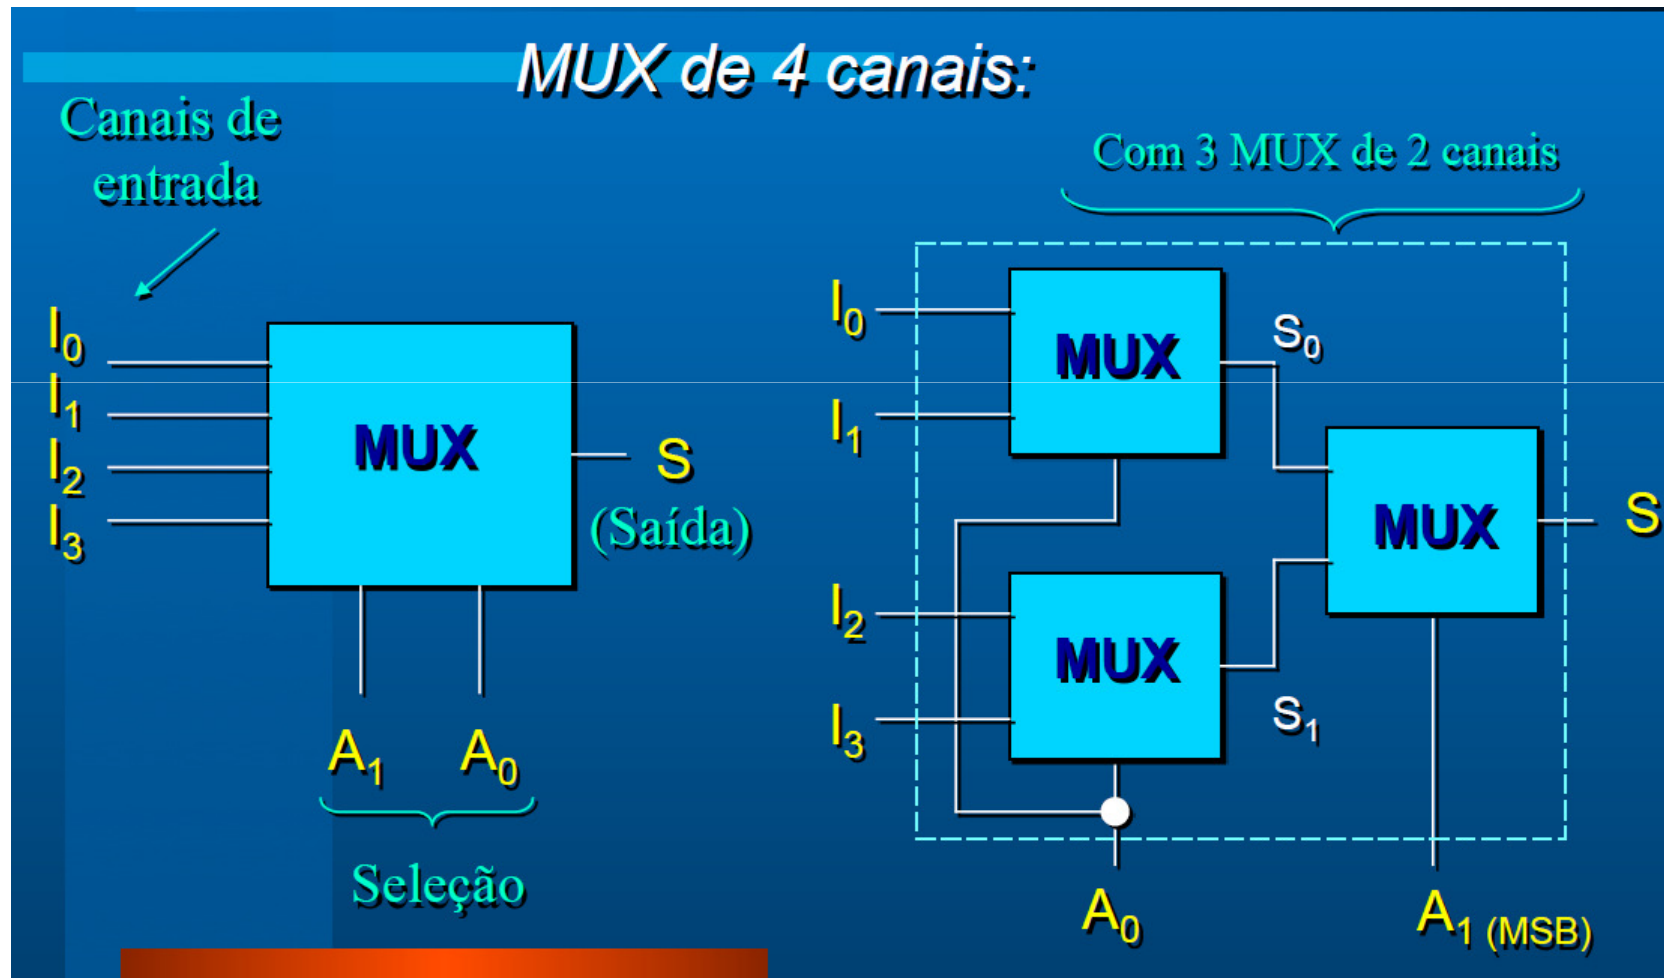 MUX de 4 canais:
Canais de
entrada
I0
I1
I2
I3
MUX
S
(Saída)
A1
A0
Seleção
Com 3 MUX de 2 canais
I0
I1
MUX
S0
I2
I3
MUX
S1
MUX
S
A0
A1 (MSB)